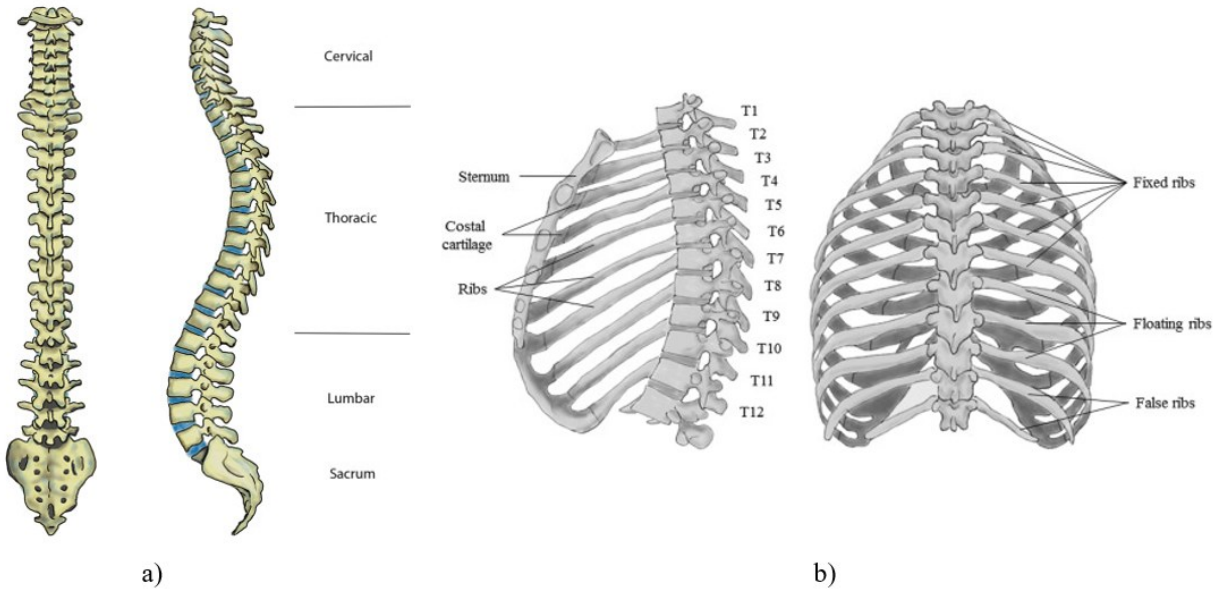 Cervical
Thoracic
Lumbar
Sacrum
a)
Sternum
Costal
cartilage
Ribs
T1
T2
T3
T4
T5
T6
T7
T8
T9
T10
T11
T12
Fixed ribs
Floating ribs
False ribs
b)